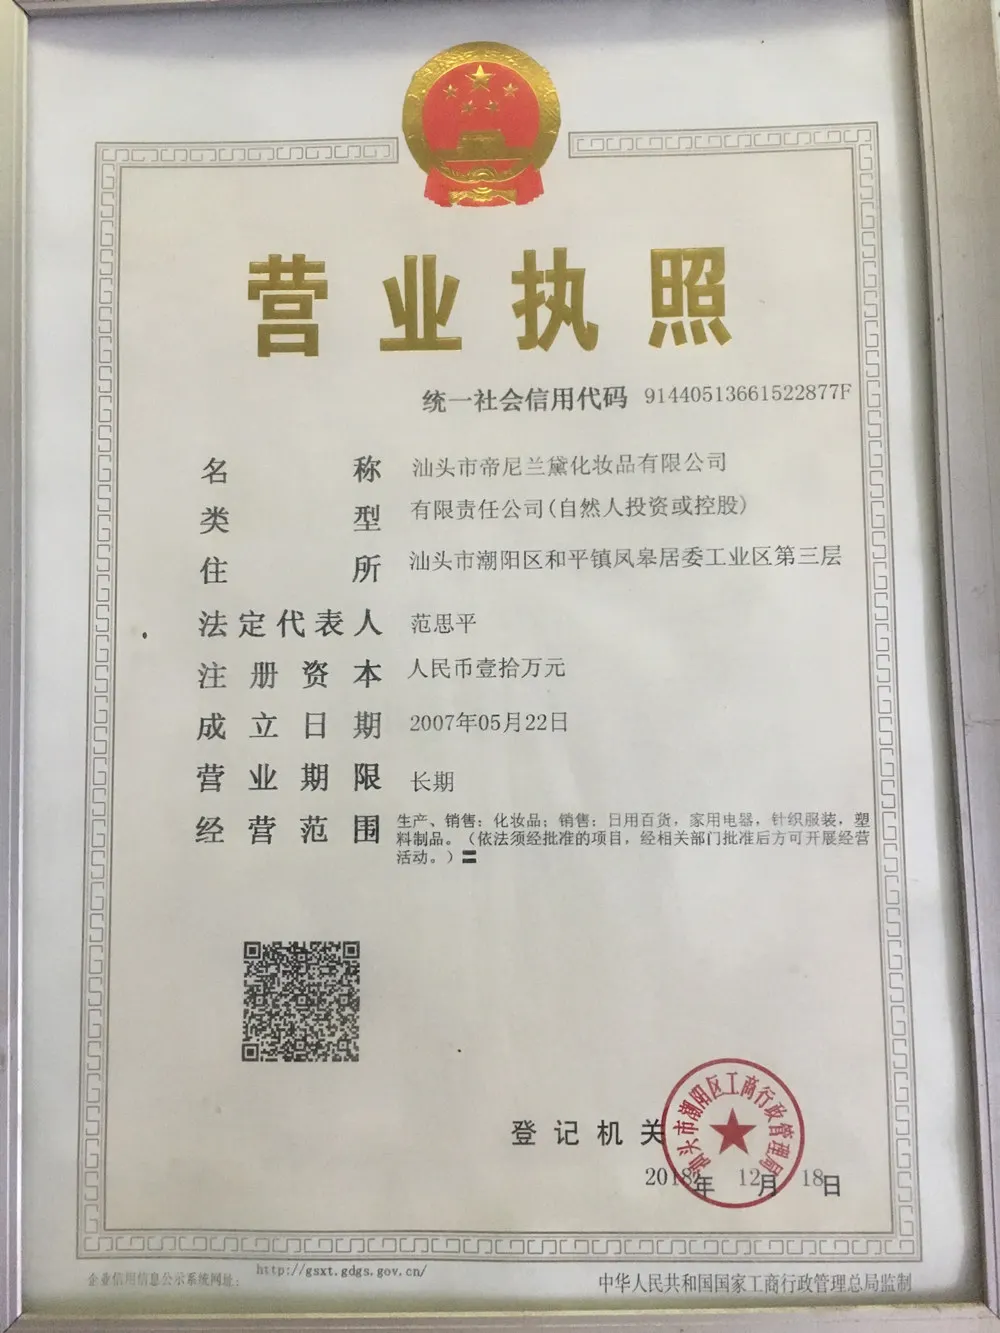 营业执照
统一社会信用代码 91440513661522877F
名称 汕头市帝尼兰黛化妆品有限公司
类型 有限责任公司(自然人投资或控股)
住所 汕头市潮阳区和平镇凤皋居委工业区第三层
法定代表人 范思平
注册资本 人民币壹拾万元
成立日期 2007年05月22日
营业期限 长期
经营范围 生产、销售：化妆品；销售：日用百货，家用电器，针织服装，塑
料制品。（依法须经批准的项目，经相关部门批准后方可开展经营
活动。）〓
登记机关
汕头市潮阳区工商行政管理局
2018年 12月 18日
企业信用信息公示系统网址： http://gsxt.gdgs.gov.cn/
中华人民共和国国家工商行政管理总局监制